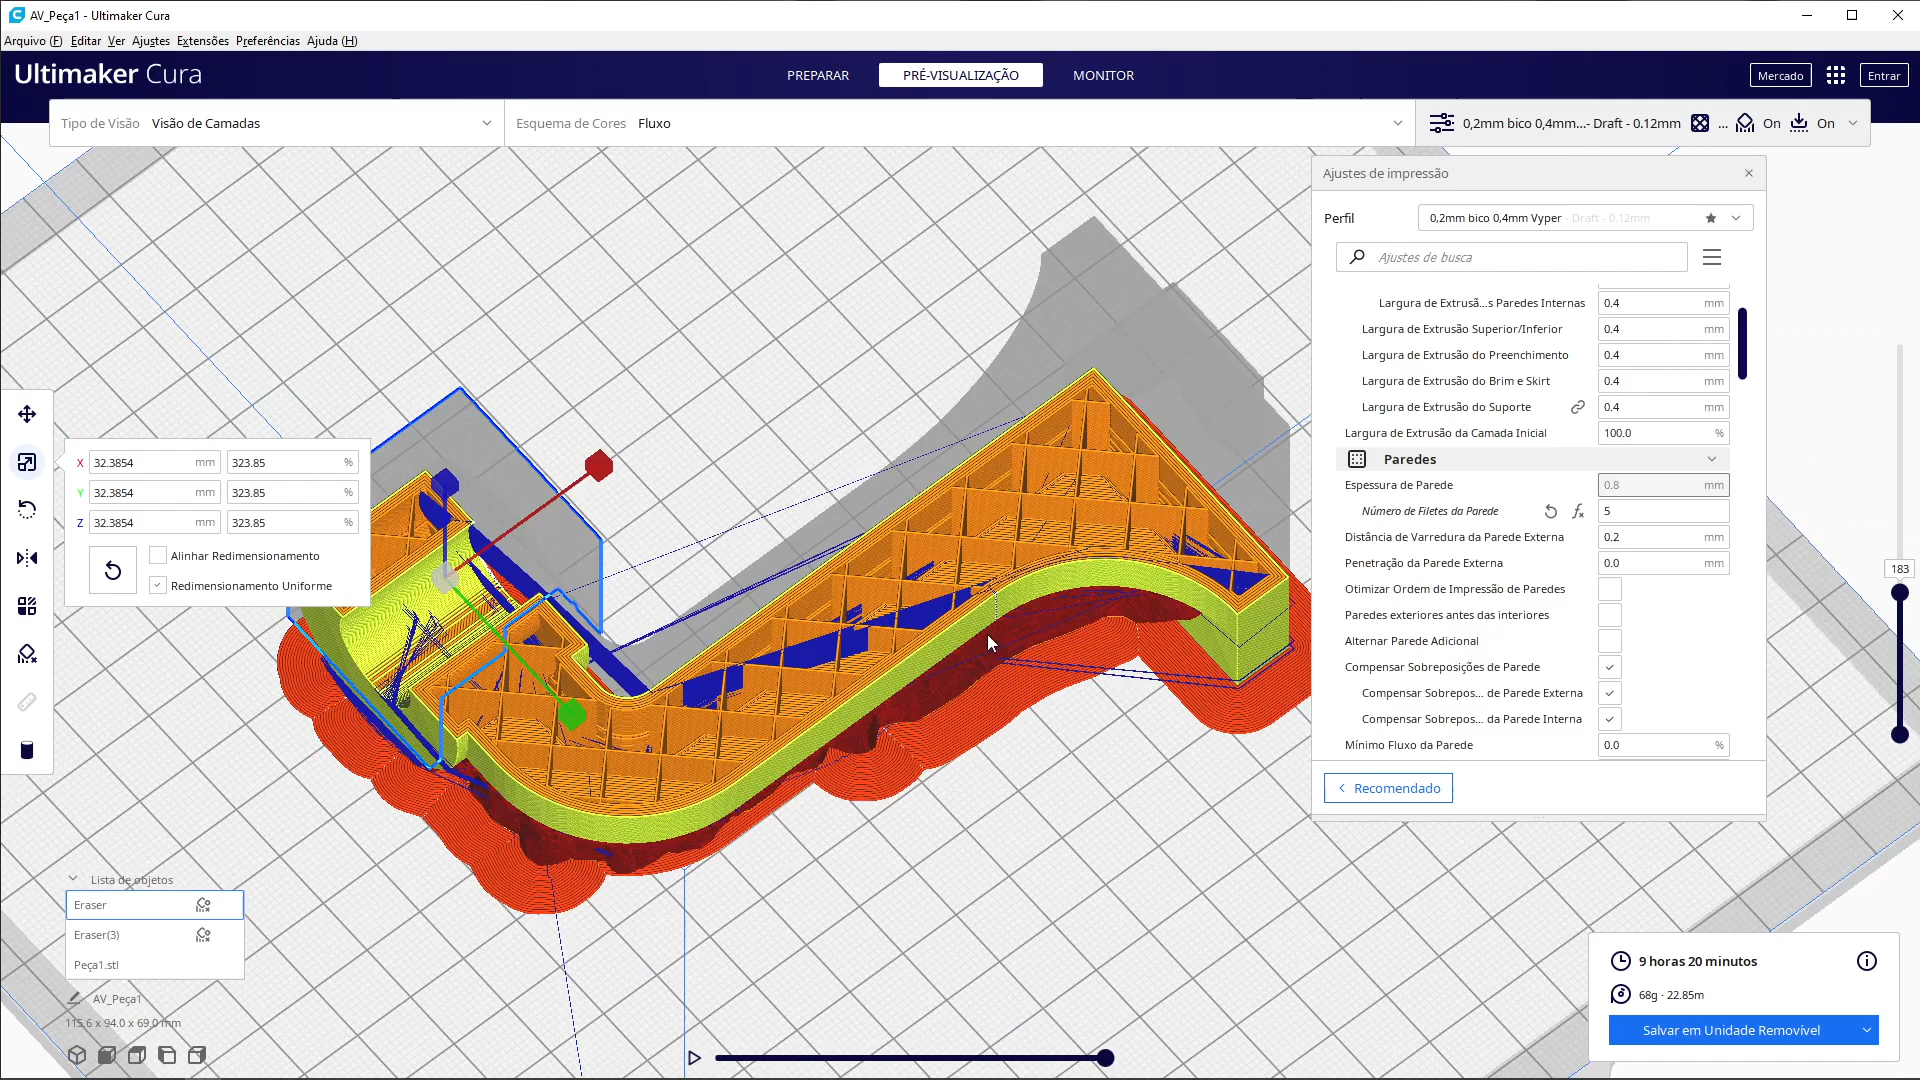 AV_Peça1 - Ultimaker Cura
Arquivo (F) Editar Ver Ajustes Extensões Preferências Ajuda (H)
Ultimaker Cura
PREPARAR
PRÉ-VISUALIZAÇÃO
MONITOR
Mercado
Entrar
Tipo de Visão Visão de Camadas
Esquema de Cores Fluxo
0,2mm bico 0,4mm...- Draft - 0.12mm ... On On
Ajustes de impressão
Perfil 0,2mm bico 0,4mm Vyper - Draft - 0.12mm
Ajustes de busca
Largura de Extrusã...s Paredes Internas 0.4 mm
Largura de Extrusão Superior/Inferior 0.4 mm
Largura de Extrusão do Preenchimento 0.4 mm
Largura de Extrusão do Brim e Skirt 0.4 mm
Largura de Extrusão do Suporte 0.4 mm
Largura de Extrusão da Camada Inicial 100.0 %
Paredes
Espessura de Parede 0.8 mm
Número de Filetes da Parede 5
Distância de Varredura da Parede Externa 0.2 mm
Penetração da Parede Externa 0.0 mm
Otimizar Ordem de Impressão de Paredes
Paredes exteriores antes das interiores
Alternar Parede Adicional
Compensar Sobreposições de Parede
Compensar Sobrepos... de Parede Externa
Compensar Sobrepos... da Parede Interna
Mínimo Fluxo da Parede 0.0 %
Recomendado
183
X 32.3854 mm 323.85 %
Y 32.3854 mm 323.85 %
Z 32.3854 mm 323.85 %
Alinhar Redimensionamento
Redimensionamento Uniforme
Lista de objetos
Eraser
Eraser(3)
Peça1.stl
AV_Peça1
115.6 x 94.0 x 69.0 mm
9 horas 20 minutos
68g · 22.85m
Salvar em Unidade Removível